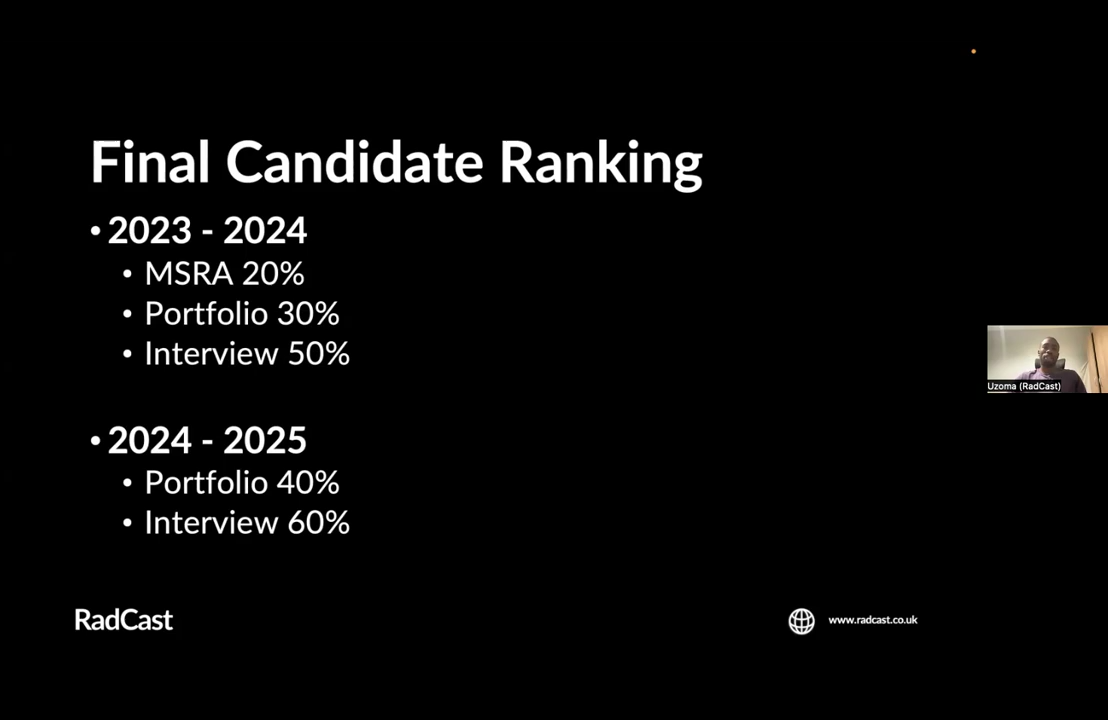 Final Candidate Ranking
• 2023 - 2024
• MSRA 20%
• Portfolio 30%
• Interview 50%
• 2024 - 2025
• Portfolio 40%
• Interview 60%
Uzoma (RadCast)
RadCast
www.radcast.co.uk